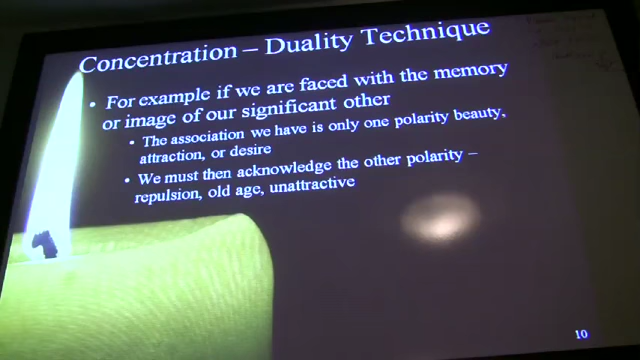 Concentration – Duality Technique
• For example if we are faced with the memory
or image of our significant other
• The association we have is only one polarity beauty,
attraction, or desire
• We must then acknowledge the other polarity –
repulsion, old age, unattractive
10